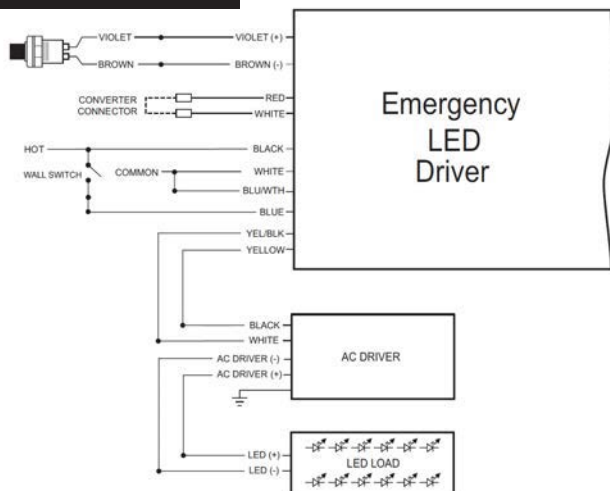 VIOLET VIOLET (+)
BROWN BROWN (-)
Emergency
LED
Driver
CONVERTER
CONNECTOR
RED
WHITE
HOT BLACK
WALL SWITCH COMMON WHITE
BLU/WTH
BLUE
YEL/BLK
YELLOW
BLACK
WHITE
AC DRIVER (-)
AC DRIVER (+)
AC DRIVER
LED (+)
LED (-)
LED LOAD